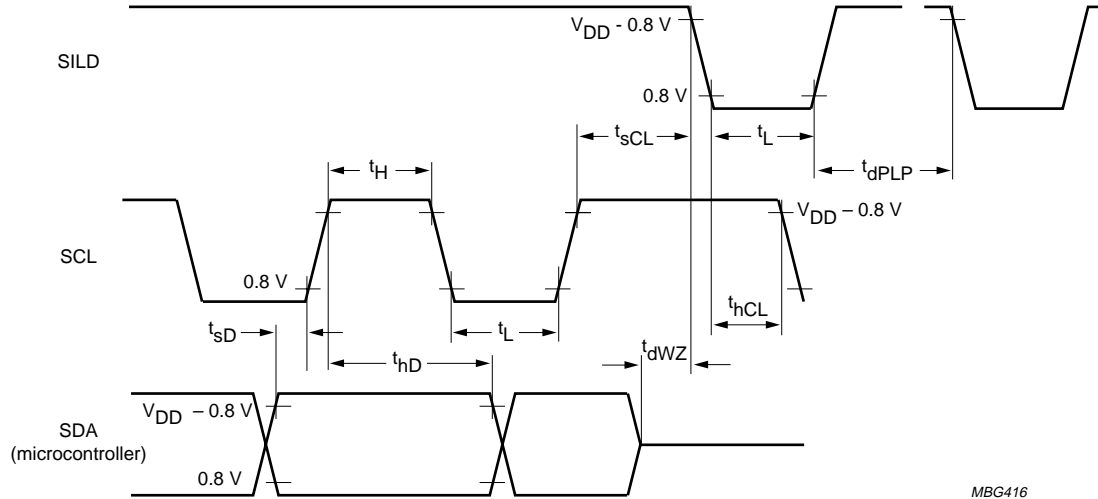 V_DD - 0.8 V
SILD
0.8 V
t_sCL
t_L
t_H
t_dPLP
V_DD – 0.8 V
SCL
0.8 V
t_hCL
t_sD
t_L
t_dWZ
t_hD
V_DD – 0.8 V
SDA
(microcontroller)
0.8 V
MBG416